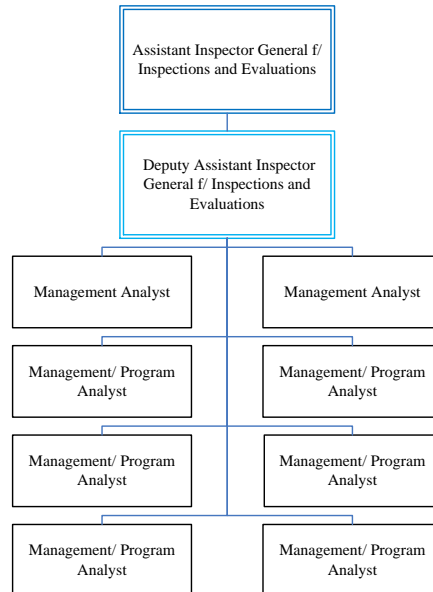 Assistant Inspector General f/
Inspections and Evaluations
Deputy Assistant Inspector
General f/ Inspections and
Evaluations
Management Analyst
Management Analyst
Management/ Program
Analyst
Management/ Program
Analyst
Management/ Program
Analyst
Management/ Program
Analyst
Management/ Program
Analyst
Management/ Program
Analyst